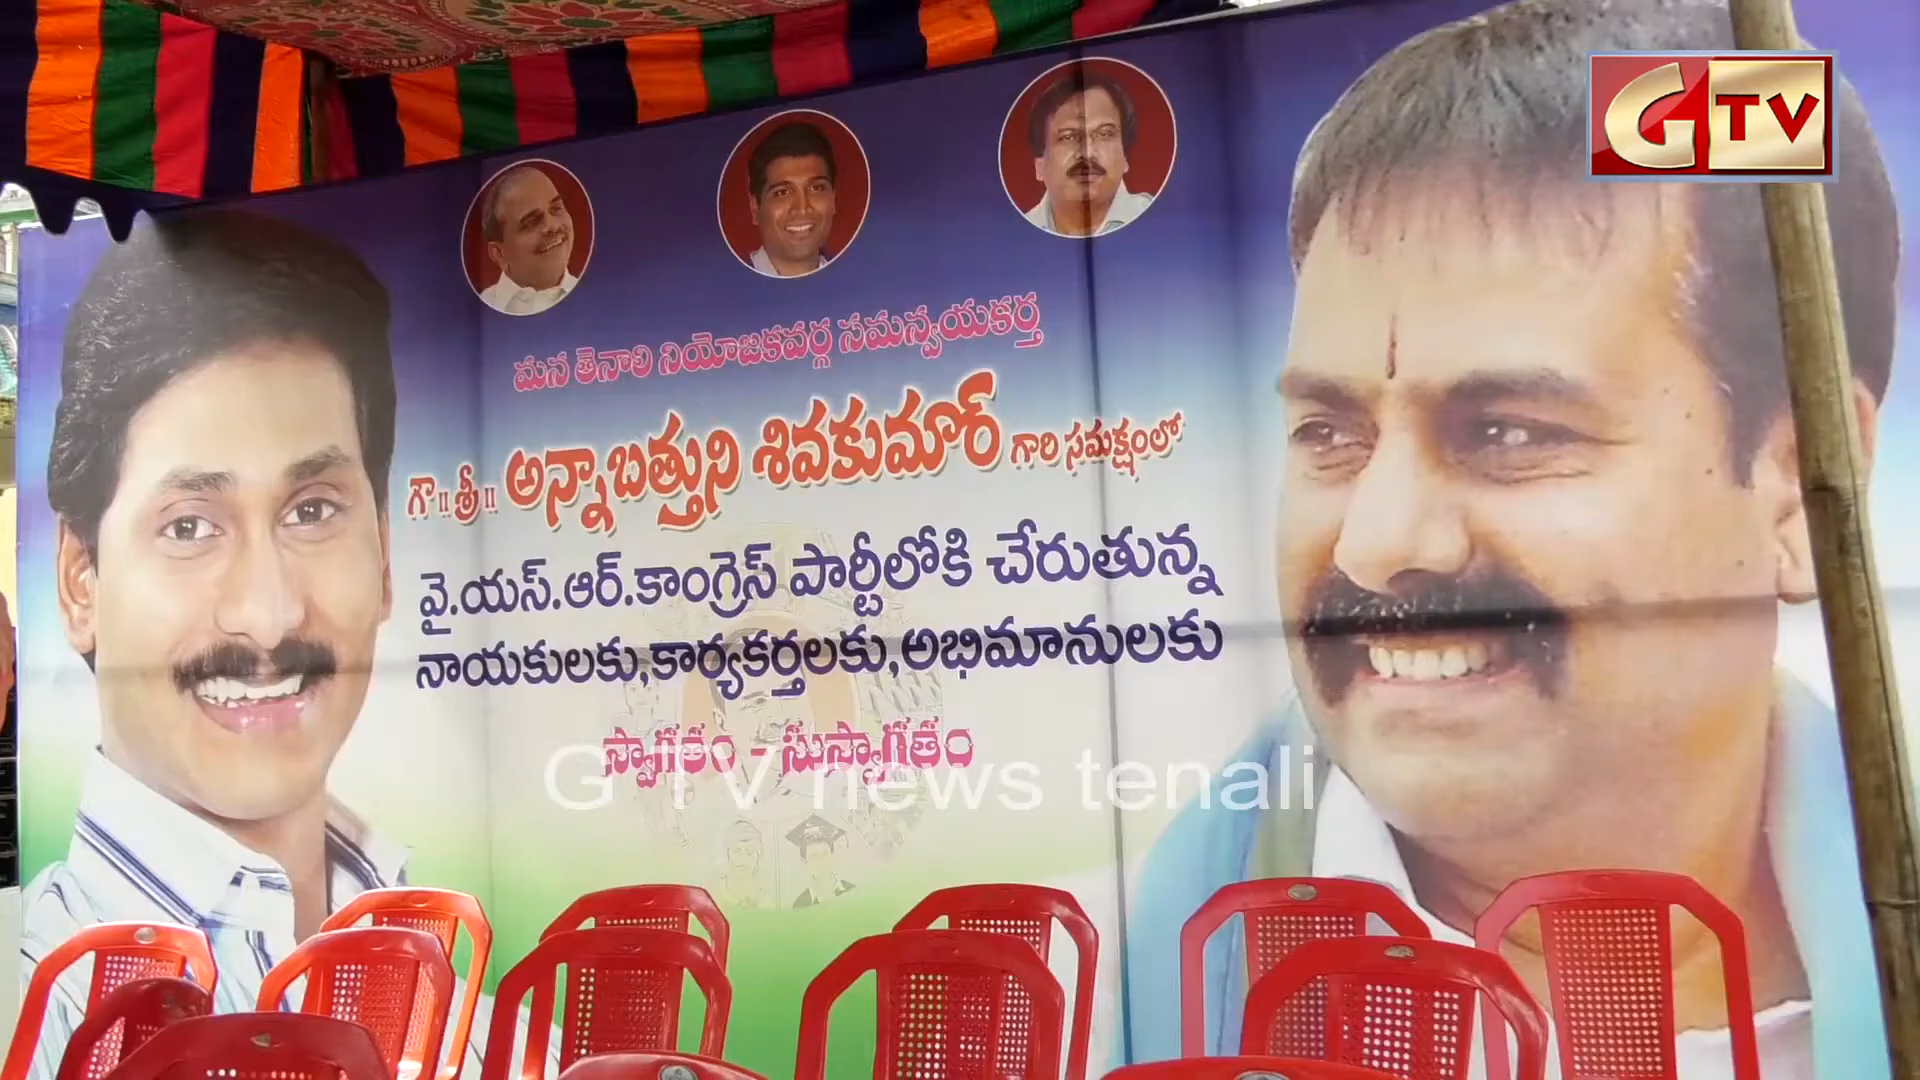 GTV
మన తెనాలి నియోజకవర్గ సమన్వయకర్త
గౌ॥ శ్రీ॥ అన్నాబత్తుని శివకుమార్ గారి సమక్షంలో
వై.యస్.ఆర్.కాంగ్రెస్ పార్టీలోకి చేరుతున్న
నాయకులకు,కార్యకర్తలకు,అభిమానులకు
స్వాగతం - సుస్వాగతం
G TV news tenali